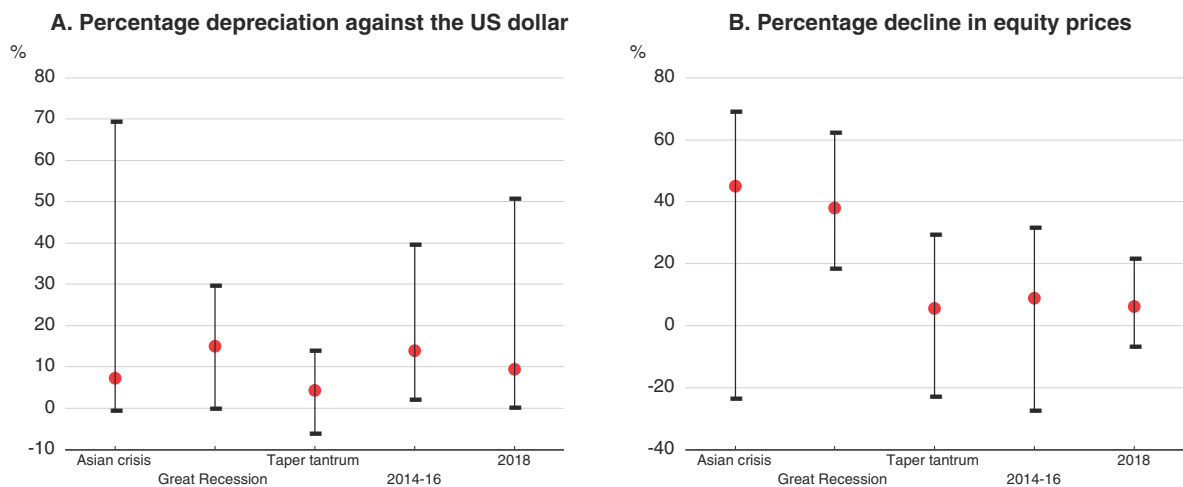 A. Percentage depreciation against the US dollar
%
80
70
60
50
40
30
20
10
0
-10
Asian crisis
Great Recession
Taper tantrum
2014-16
2018
B. Percentage decline in equity prices
%
80
60
40
20
0
-20
-40
Asian crisis
Great Recession
Taper tantrum
2014-16
2018